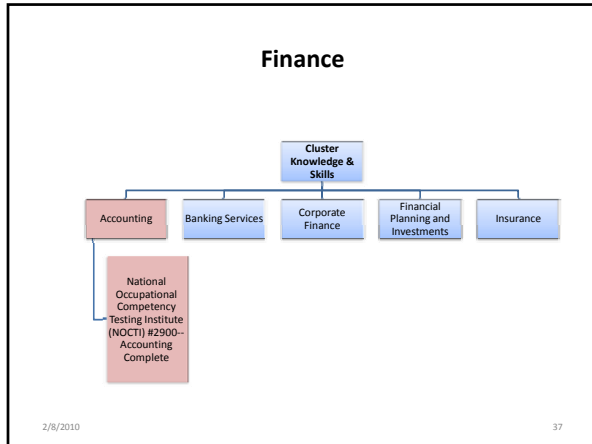 Finance
Cluster
Knowledge &
Skills
Accounting
Banking Services
Corporate
Finance
Financial
Planning and
Investments
Insurance
National
Occupational
Competency
Testing Institute
(NOCTI) #2900--
Accounting
Complete
2/8/2010
37